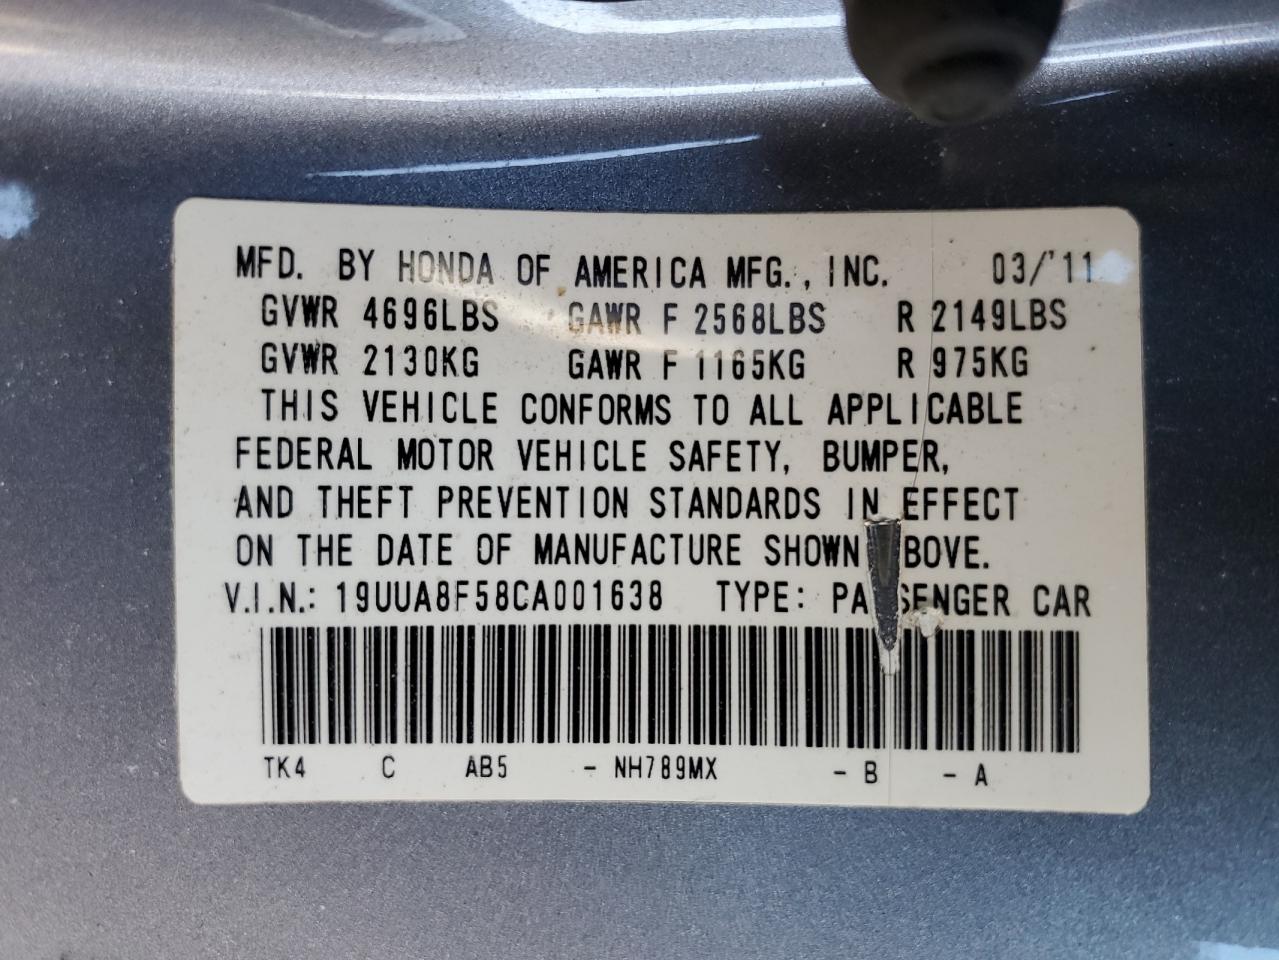 MFD. BY HONDA OF AMERICA MFG., INC. 03/'11
GVWR 4696LBS GAWR F 2568LBS R 2149LBS
GVWR 2130KG GAWR F 1165KG R 975KG
THIS VEHICLE CONFORMS TO ALL APPLICABLE
FEDERAL MOTOR VEHICLE SAFETY, BUMPER,
AND THEFT PREVENTION STANDARDS IN EFFECT
ON THE DATE OF MANUFACTURE SHOWN ABOVE.
V.I.N.: 19UUA8F58CA001638 TYPE: PASSENGER CAR
TK4 C AB5 - NH789MX - B - A